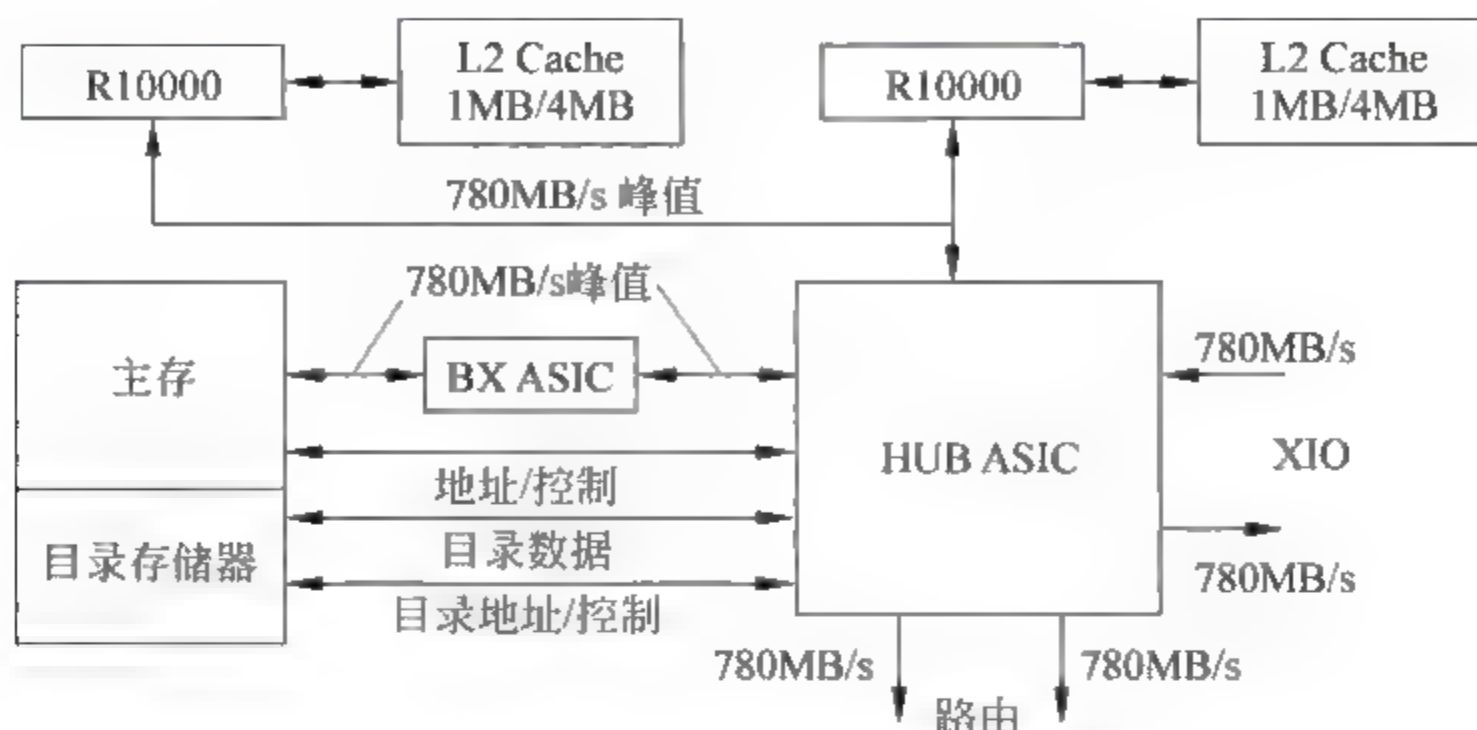 R10000
L2 Cache
1MB/4MB
R10000
L2 Cache
1MB/4MB
780MB/s 峰值
780MB/s峰值
主存
BX ASIC
HUB ASIC
780MB/s
XIO
地址/控制
目录数据
目录存储器
目录地址/控制
780MB/s
780MB/s
780MB/s
路由